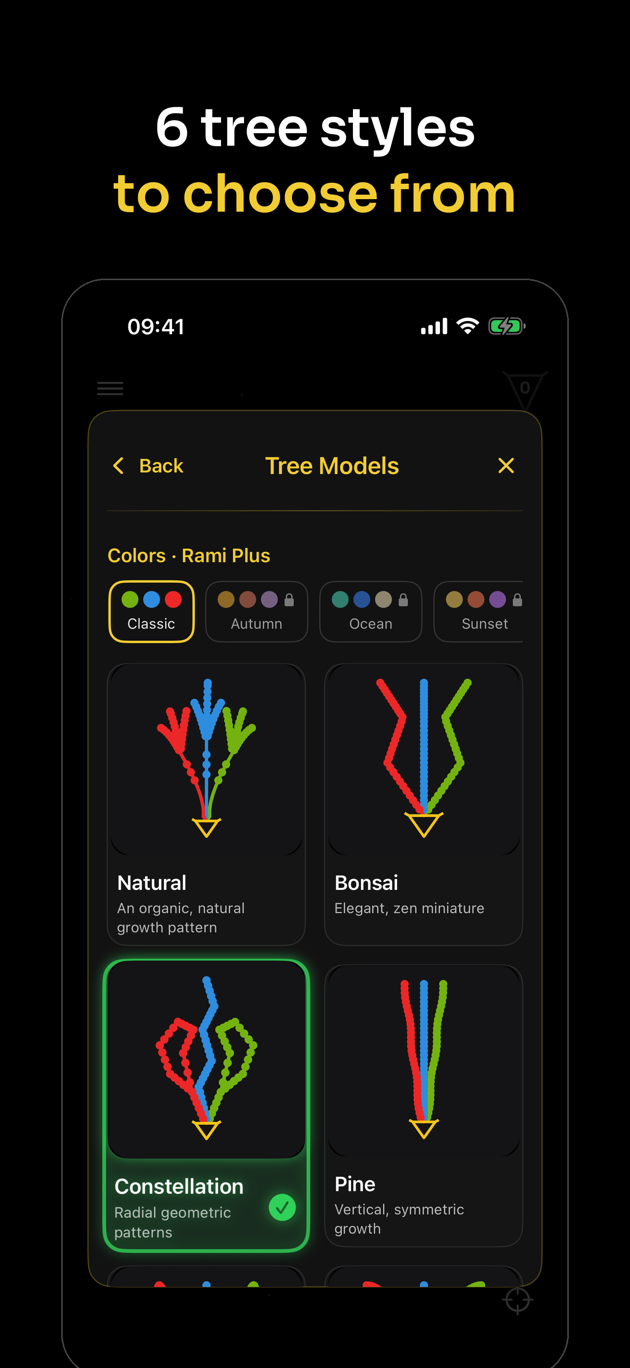 6 tree styles
to choose from
09:41
0
Back
Tree Models
Colors · Rami Plus
Classic
Autumn
Ocean
Sunset
Natural
An organic, natural
growth pattern
Bonsai
Elegant, zen miniature
Constellation
Radial geometric
patterns
Pine
Vertical, symmetric
growth